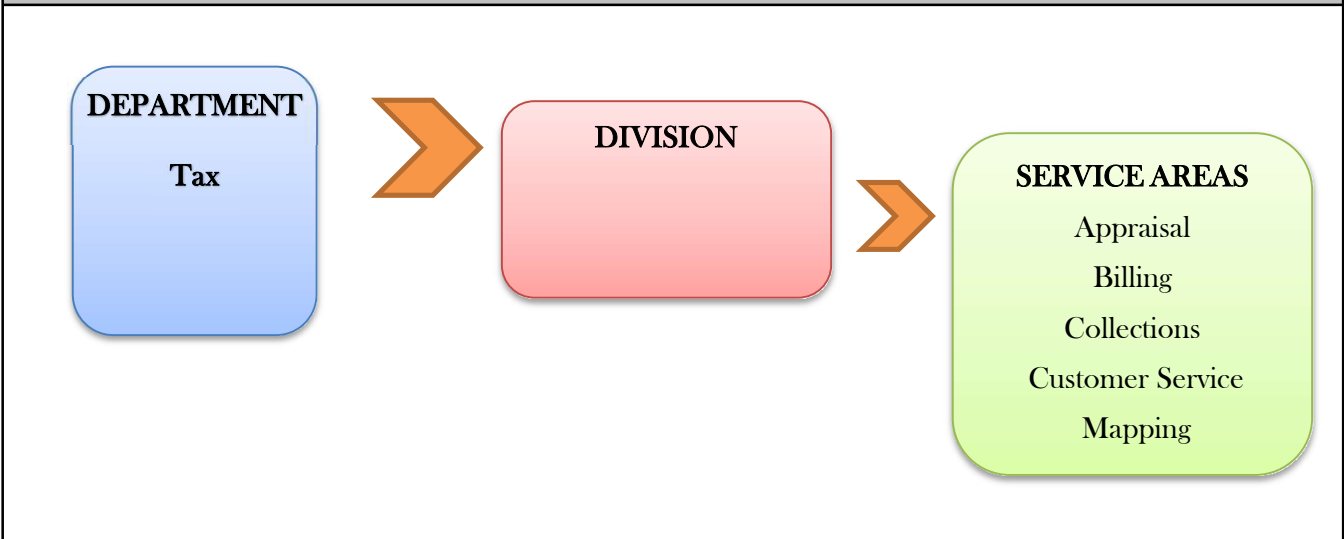 DEPARTMENT
Tax
DIVISION
SERVICE AREAS
Appraisal
Billing
Collections
Customer Service
Mapping